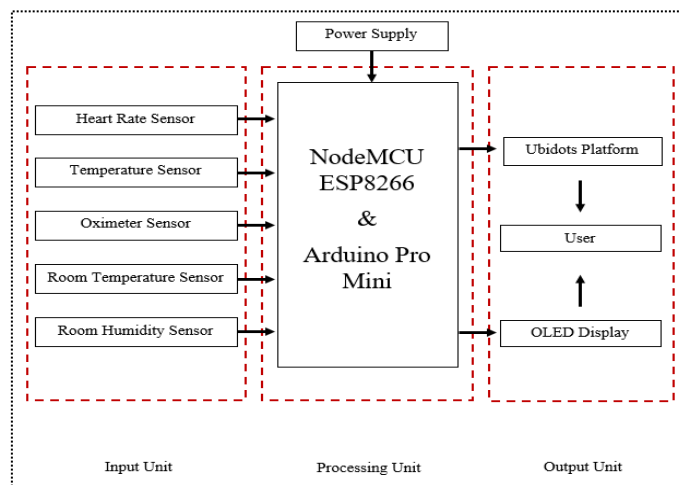 Power Supply
Heart Rate Sensor
Temperature Sensor
Oximeter Sensor
Room Temperature Sensor
Room Humidity Sensor
NodeMCU
ESP8266
&
Arduino Pro
Mini
Ubidots Platform
User
OLED Display
Input Unit
Processing Unit
Output Unit